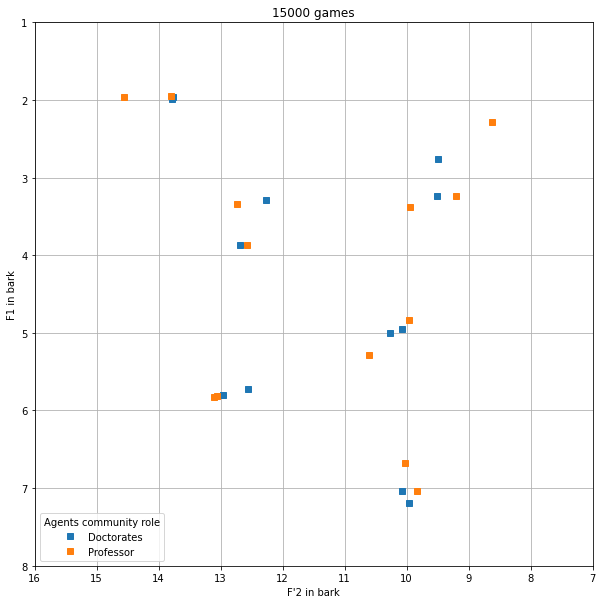 15000 games
1
2
3
4
5
6
7
8
F1 in bark
Agents community role
Doctorates
Professor
16 15 14 13 12 11 10 9 8 7
F'2 in bark